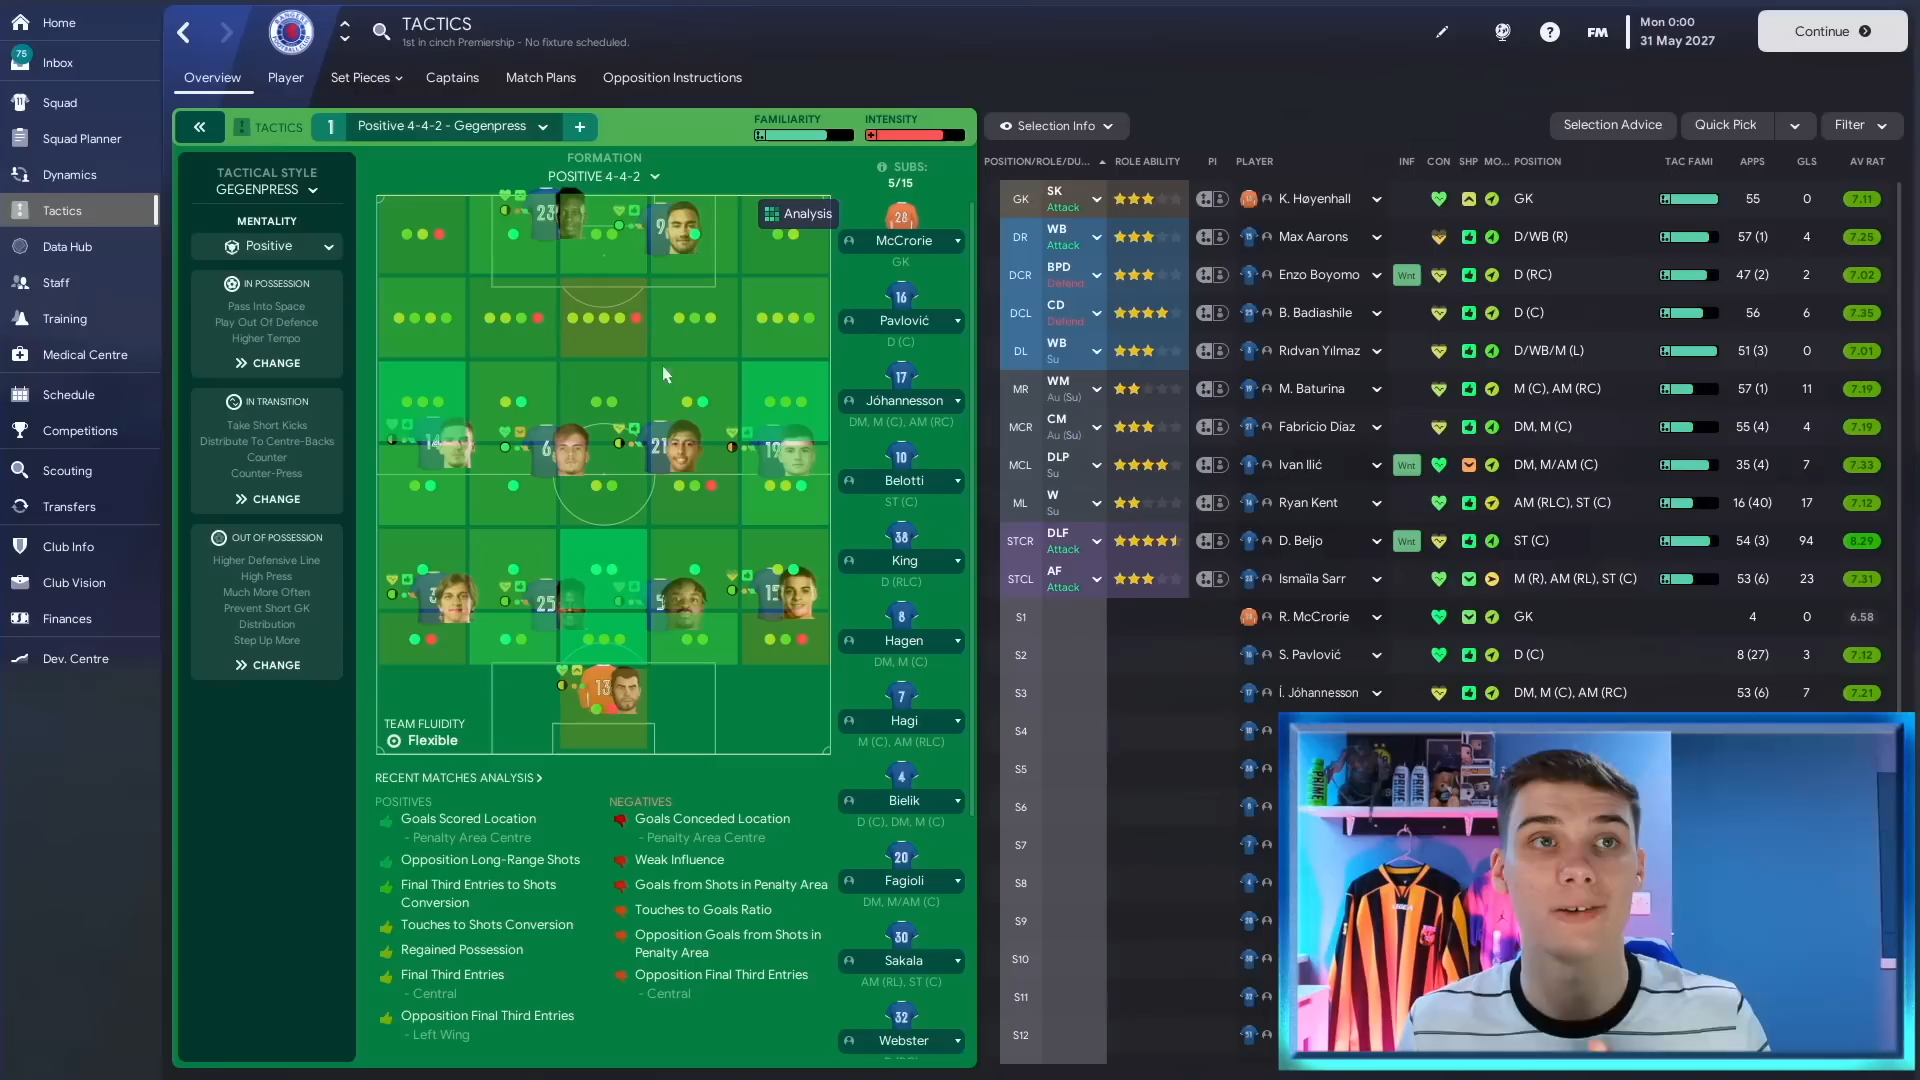 Home
75
Inbox
Squad
Squad Planner
Dynamics
Tactics
Data Hub
Staff
Training
Medical Centre
Schedule
Competitions
Scouting
Transfers
Club Info
Club Vision
Finances
Dev. Centre
TACTICS
1st in cinch Premiership - No fixture scheduled.
FM
Mon 0:00
31 May 2027
Continue
Overview
Player
Set Pieces
Captains
Match Plans
Opposition Instructions
TACTICS
1
Positive 4-4-2 - Gegenpress
FAMILIARITY
INTENSITY
TACTICAL STYLE
GEGENPRESS
MENTALITY
Positive
IN POSSESSION
Pass Into Space
Play Out Of Defence
Higher Tempo
CHANGE
IN TRANSITION
Take Short Kicks
Distribute To Centre-Backs
Counter
Counter-Press
CHANGE
OUT OF POSSESSION
Higher Defensive Line
High Press
Much More Often
Prevent Short GK
Distribution
Step Up More
CHANGE
FORMATION
POSITIVE 4-4-2
Analysis
23
9
14
6
21
19
3
25
5
15
13
TEAM FLUIDITY
Flexible
SUBS:
5/15
28
McCrorie
GK
16
Pavlović
D (C)
17
Jóhannesson
DM, M (C), AM (RC)
10
Belotti
ST (C)
38
King
D (RLC)
8
Hagen
DM, M (C)
7
Hagi
M (C), AM (RLC)
4
Bielik
D (C), DM, M (C)
20
Fagioli
DM, M/AM (C)
30
Sakala
AM (RL), ST (C)
32
Webster
RECENT MATCHES ANALYSIS
POSITIVES
Goals Scored Location
- Penalty Area Centre
Opposition Long-Range Shots
Final Third Entries to Shots
Conversion
Touches to Shots Conversion
Regained Possession
Final Third Entries
- Central
Opposition Final Third Entries
- Left Wing
NEGATIVES
Goals Conceded Location
- Penalty Area Centre
Weak Influence
Goals from Shots in Penalty Area
Touches to Goals Ratio
Opposition Goals from Shots in
Penalty Area
Opposition Final Third Entries
- Central
Selection Info
Selection Advice
Quick Pick
Filter
POSITION/ROLE/DU... ROLE ABILITY PI PLAYER INF CON SHP MO... POSITION TAC FAMI APPS GLS AV RAT
GK SK Attack K. Høyenhall GK 55 0 7.11
DR WB Attack Max Aarons D/WB (R) 57 (1) 4 7.25
DCR BPD Defend Enzo Boyomo Wnt D (RC) 47 (2) 2 7.02
DCL CD Defend B. Badiashile D (C) 56 6 7.35
DL WB Su Rıdvan Yılmaz D/WB/M (L) 51 (3) 0 7.01
MR WM Au (Su) M. Baturina M (C), AM (RC) 57 (1) 11 7.19
MCR CM Au (Su) Fabricio Díaz DM, M (C) 55 (4) 4 7.19
MCL DLP Su Ivan Ilić Wnt DM, M/AM (C) 35 (4) 7 7.33
ML W Su Ryan Kent AM (RLC), ST (C) 16 (40) 17 7.12
STCR DLF Attack D. Beljo Wnt ST (C) 54 (3) 94 8.29
STCL AF Attack Ismaïla Sarr M (R), AM (RL), ST (C) 53 (6) 23 7.31
S1 R. McCrorie GK 4 0 6.58
S2 S. Pavlović D (C) 8 (27) 3 7.12
S3 Í. Jóhannesson DM, M (C), AM (RC) 53 (6) 7 7.21
S4
S5
S6
S7
S8
S9
S10
S11
S12
PRIME